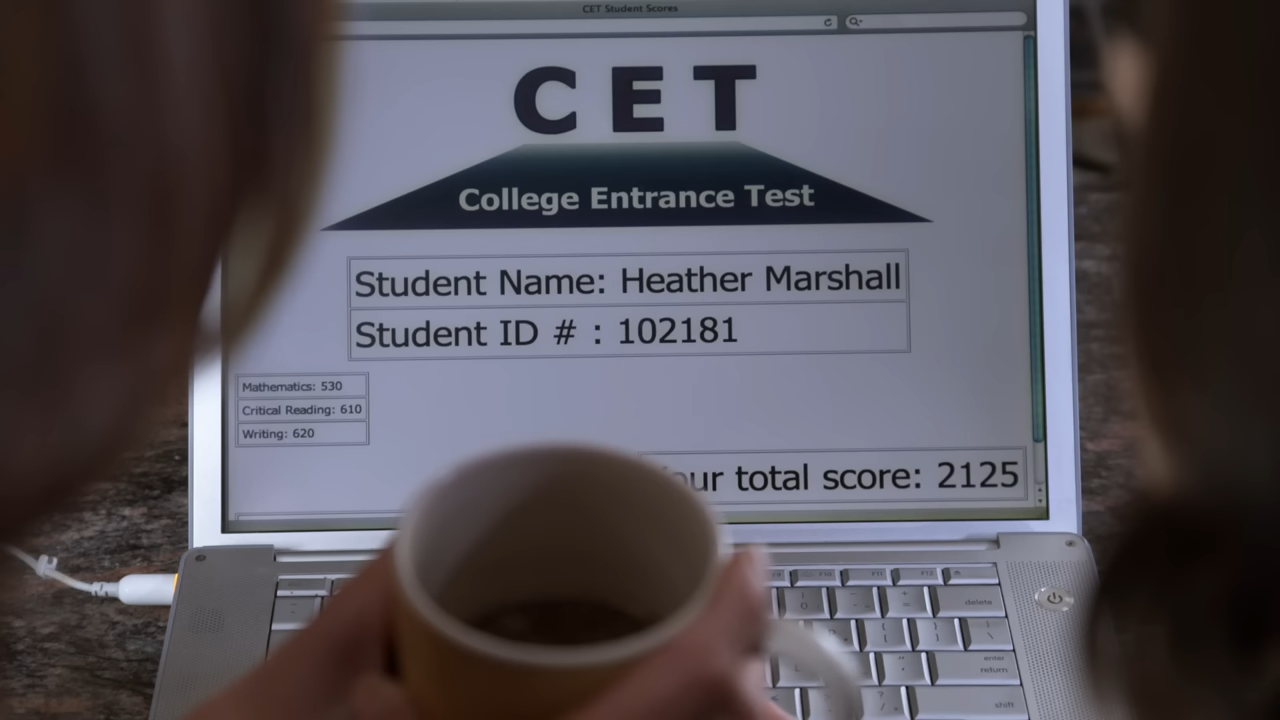 CET Student Scores
CET
College Entrance Test
Student Name: Heather Marshall
Student ID # : 102181
Mathematics: 530
Critical Reading: 610
Writing: 620
our total score: 2125
delete
enter
return
shift